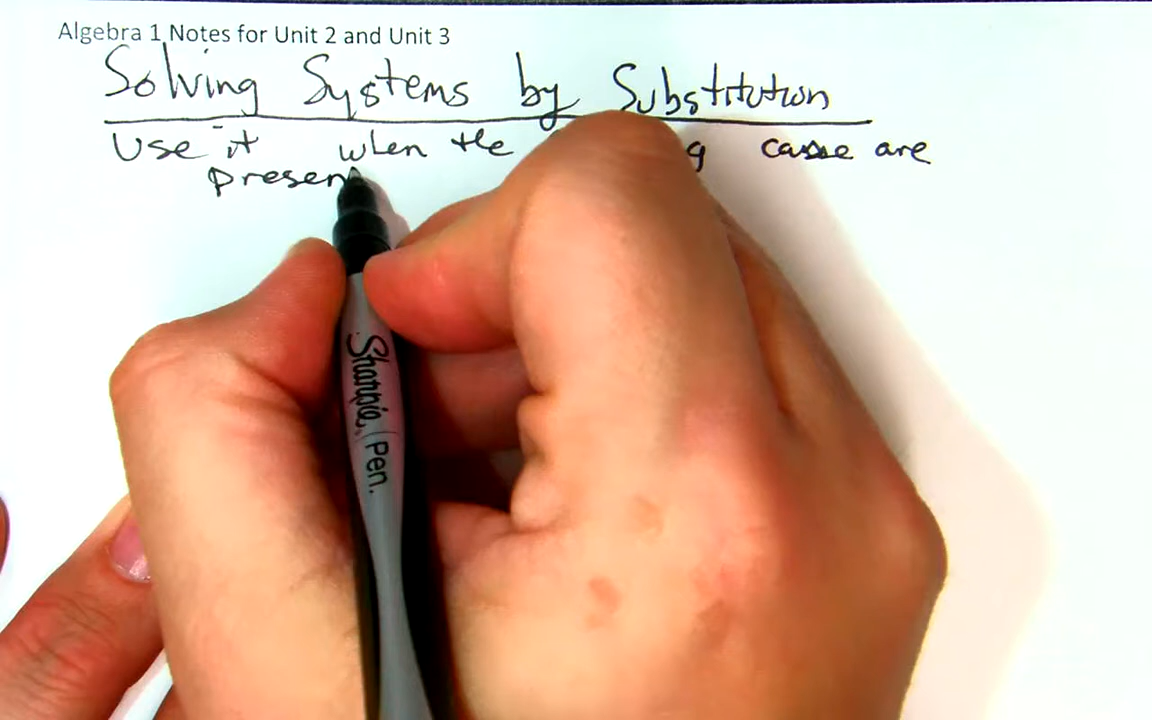 Algebra 1 Notes for Unit 2 and Unit 3
Solving Systems by Substitution
Use it when the g are
presen
Sharpie Pen.